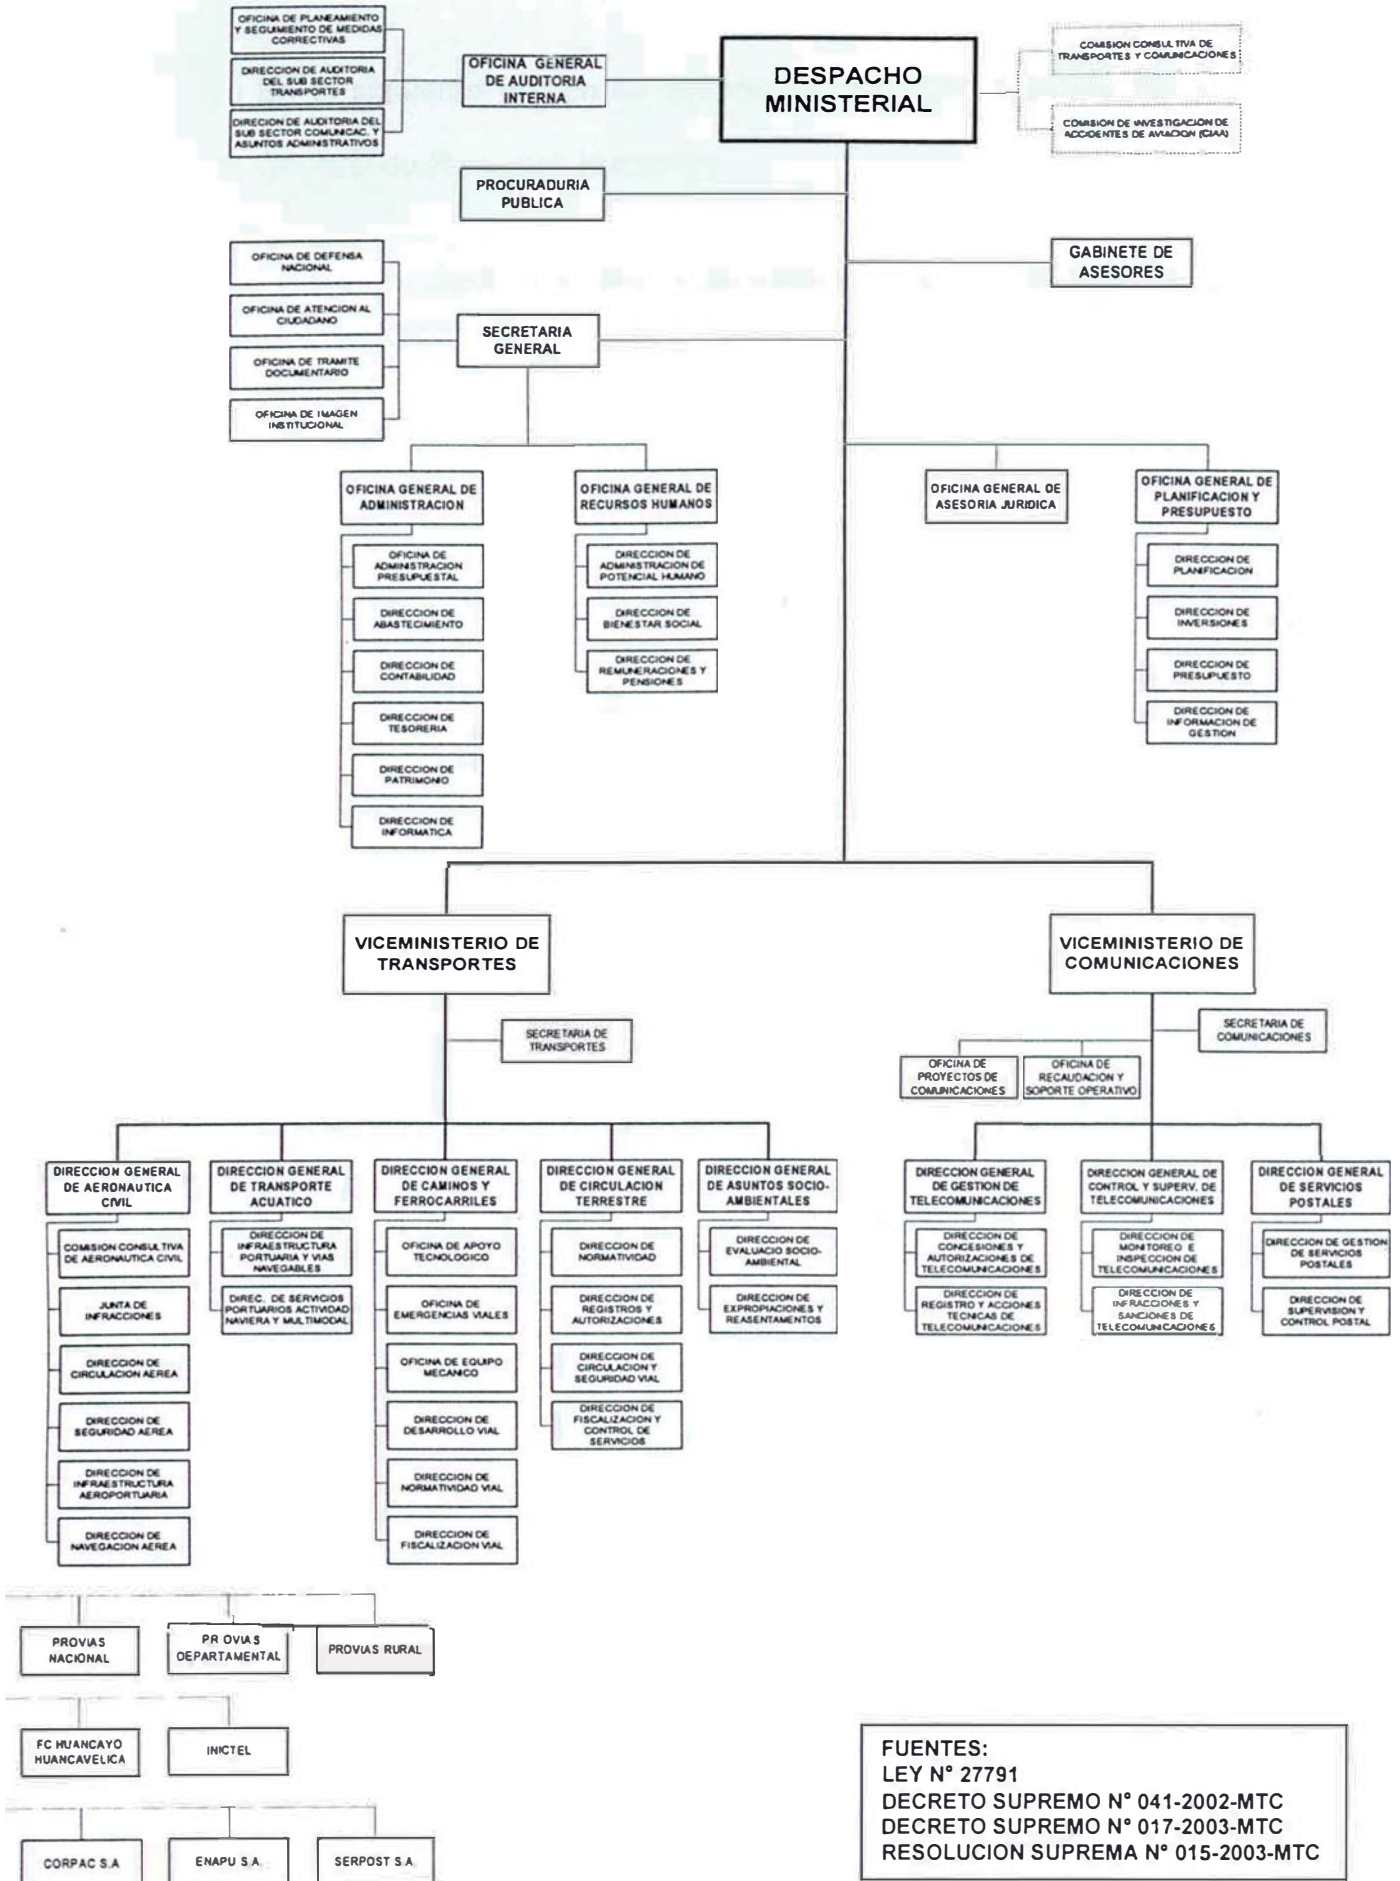 OFICINA DE PLANEAMIENTO
Y SEGUIMIENTO DE MEDIDAS
CORRECTIVAS
DIRECCION DE AUDITORIA
DEL SUB SECTOR
TRANSPORTES
DIRECION DE AUDITORIA DEL
SUB SECTOR COMUNICAC. Y
ASUNTOS ADMINISTRATIVOS
OFICINA GENERAL
DE AUDITORIA
INTERNA
DESPACHO
MINISTERIAL
COMISION CONSULTIVA DE
TRANSPORTES Y COMUNICACIONES
COMISION DE INVESTIGACIÓN DE
ACCIDENTES DE AVIACION (CIAA)
PROCURADURIA
PUBLICA
GABINETE DE
ASESORES
OFICINA DE DEFENSA
NACIONAL
OFICINA DE ATENCION AL
CIUDADANO
OFICINA DE TRAMITE
DOCUMENTARIO
OFICINA DE IMAGEN
INSTITUCIONAL
SECRETARIA
GENERAL
OFICINA GENERAL DE
ADMINISTRACION
OFICINA DE
ADMINISTRACION
PRESUPUESTAL
DIRECCION DE
ABASTECIMIENTO
DIRECCION DE
CONTABILIDAD
DIRECCION DE
TESORERIA
DIRECCION DE
PATRIMONIO
DIRECCION DE
INFORMATICA
OFICINA GENERAL DE
RECURSOS HUMANOS
DIRECCION DE
ADMINISTRACION DE
POTENCIAL HUMANO
DIRECCION DE
BIENESTAR SOCIAL
DIRECCION DE
REMUNERACIONES Y
PENSIONES
OFICINA GENERAL DE
ASESORIA JURIDICA
OFICINA GENERAL DE
PLANIFICACION Y
PRESUPUESTO
DIRECCION DE
PLANIFICACION
DIRECCION DE
INVERSIONES
DIRECCION DE
PRESUPUESTO
DIRECCION DE
INFORMACION DE
GESTION
VICEMINISTERIO DE
TRANSPORTES
SECRETARIA DE
TRANSPORTES
VICEMINISTERIO DE
COMUNICACIONES
SECRETARIA DE
COMUNICACIONES
OFICINA DE
PROYECTOS DE
COMUNICACIONES
OFICINA DE
RECAUDACION Y
SOPORTE OPERATIVO
DIRECCION GENERAL
DE AERONAUTICA
CIVIL
COMISION CONSULTIVA
DE AERONAUTICA CIVIL
JUNTA DE
INFRACCIONES
DIRECCION DE
CIRCULACION AEREA
DIRECCION DE
SEGURIDAD AEREA
DIRECCION DE
INFRAESTRUCTURA
AEROPORTUARIA
DIRECCION DE
NAVEGACION AEREA
DIRECCION GENERAL
DE TRANSPORTE
ACUATICO
DIRECCION DE
INFRAESTRUCTURA
PORTUARIA Y VIAS
NAVEGABLES
DIREC. DE SERVICIOS
PORTUARIOS ACTIVIDAD
NAVIERA Y MULTIMODAL
DIRECCION GENERAL
DE CAMINOS Y
FERROCARRILES
OFICINA DE APOYO
TECNOLOGICO
OFICINA DE
EMERGENCIAS VIALES
OFICINA DE EQUIPO
MECANICO
DIRECCION DE
DESARROLLO VIAL
DIRECCION DE
NORMATIVIDAD VIAL
DIRECCION DE
FISCALIZACION VIAL
DIRECCION GENERAL
DE CIRCULACION
TERRESTRE
DIRECCION DE
NORMATIVIDAD
DIRECCION DE
REGISTROS Y
AUTORIZACIONES
DIRECCION DE
CIRCULACION Y
SEGURIDAD VIAL
DIRECCION DE
FISCALIZACION Y
CONTROL DE
SERVICIOS
DIRECCION GENERAL
DE ASUNTOS SOCIO-
AMBIENTALES
DIRECCION DE
EVALUACIO SOCIO-
AMBIENTAL
DIRECCION DE
EXPROPIACIONES Y
REASENTAMIENTOS
DIRECCION GENERAL
DE GESTION DE
TELECOMUNICACIONES
DIRECCION DE
CONCESIONES Y
AUTORIZACIONES DE
TELECOMUNICACIONES
DIRECCION DE
REGISTRO Y ACCIONES
TECNICAS DE
TELECOMUNICACIONES
DIRECCION GENERAL DE
CONTROL Y SUPERV. DE
TELECOMUNICACIONES
DIRECCION DE
MONITOREO E
INSPECCION DE
TELECOMUNICACIONES
DIRECCION DE
INFRACCIONES Y
SANCIONES DE
TELECOMUNICACIONES
DIRECCION GENERAL
DE SERVICIOS
POSTALES
DIRECCION DE GESTION
DE SERVICIOS
POSTALES
DIRECCION DE
SUPERVISION Y
CONTROL POSTAL
PROVIAS
NACIONAL
PROVIAS
DEPARTAMENTAL
PROVIAS RURAL
FC HUANCAYO
HUANCAVELICA
INICTEL
CORPAC S.A
ENAPU S.A.
SERPOST S.A.
FUENTES:
LEY N° 27791
DECRETO SUPREMO N° 041-2002-MTC
DECRETO SUPREMO N° 017-2003-MTC
RESOLUCION SUPREMA N° 015-2003-MTC